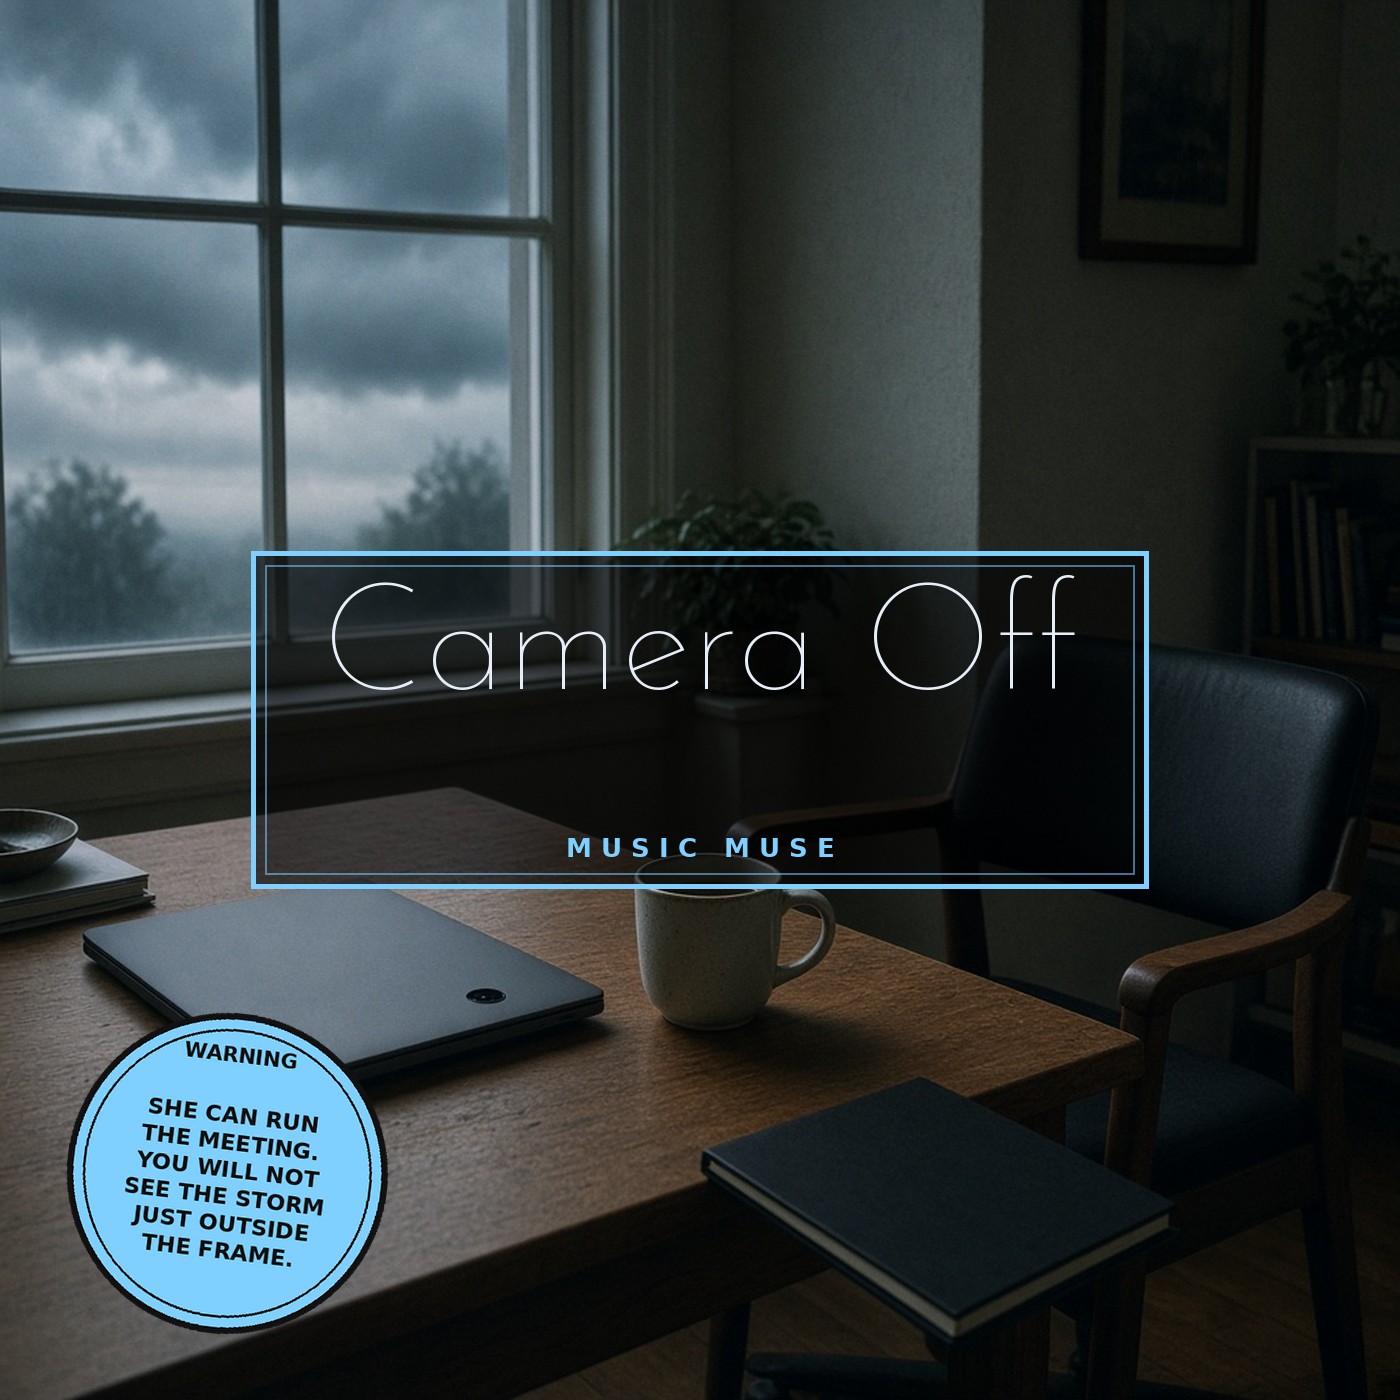 Camera Off
MUSIC MUSE
WARNING
SHE CAN RUN
THE MEETING.
YOU WILL NOT
SEE THE STORM
JUST OUTSIDE
THE FRAME.